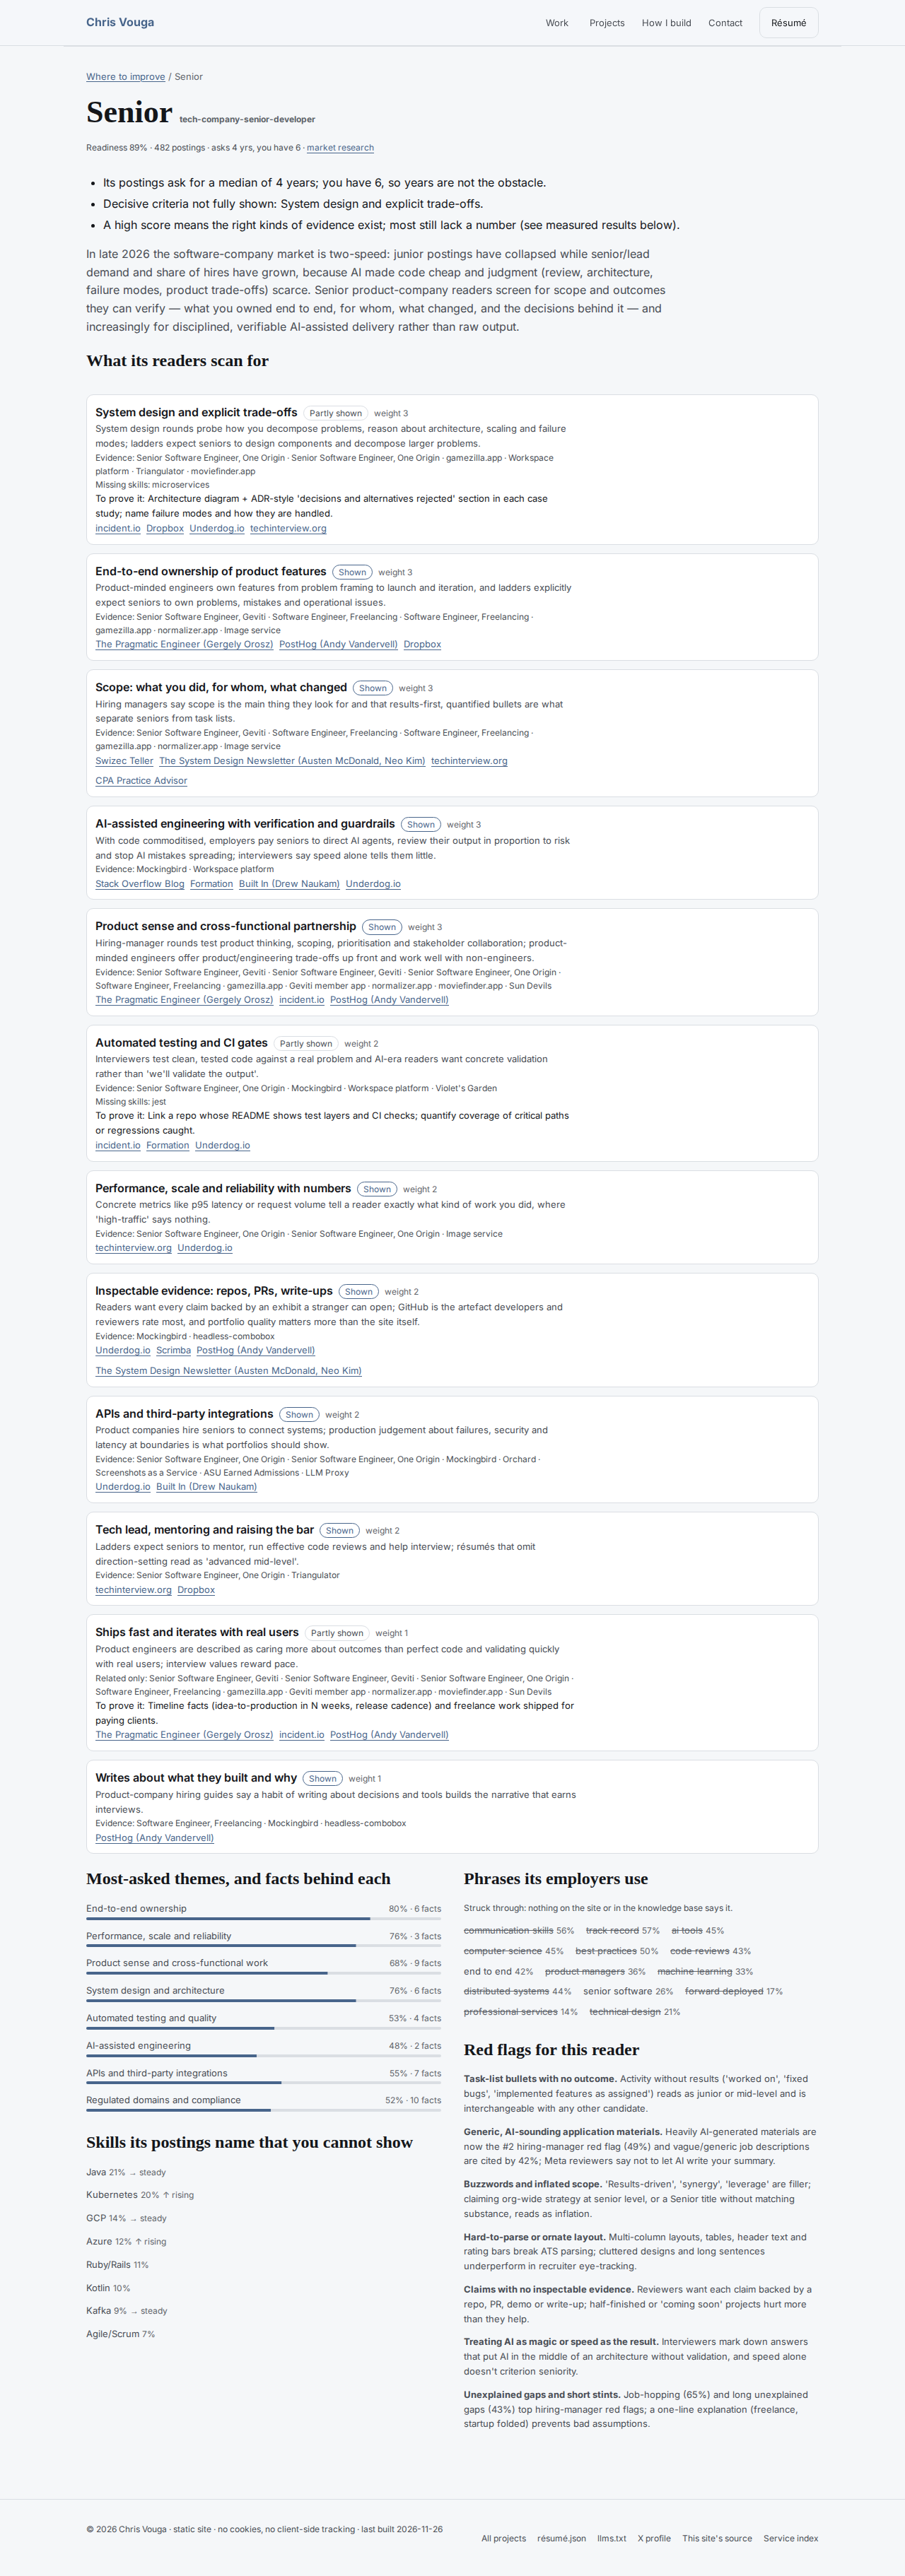 Chris Vouga
Work Projects How I build Contact Résumé
Where to improve / Senior
Senior tech-company-senior-developer
Readiness 89% · 482 postings · asks 4 yrs, you have 6 · market research
• Its postings ask for a median of 4 years; you have 6, so years are not the obstacle.
• Decisive criteria not fully shown: System design and explicit trade-offs.
• A high score means the right kinds of evidence exist; most still lack a number (see measured results below).
In late 2026 the software-company market is two-speed: junior postings have collapsed while senior/lead
demand and share of hires have grown, because AI made code cheap and judgment (review, architecture,
failure modes, product trade-offs) scarce. Senior product-company readers screen for scope and outcomes
they can verify — what you owned end to end, for whom, what changed, and the decisions behind it — and
increasingly for disciplined, verifiable AI-assisted delivery rather than raw output.
What its readers scan for
System design and explicit trade-offs Partly shown weight 3
System design rounds probe how you decompose problems, reason about architecture, scaling and failure
modes; ladders expect seniors to design components and decompose larger problems.
Evidence: Senior Software Engineer, One Origin · Senior Software Engineer, One Origin · gamezilla.app · Workspace
platform · Triangulator · moviefinder.app
Missing skills: microservices
To prove it: Architecture diagram + ADR-style 'decisions and alternatives rejected' section in each case
study; name failure modes and how they are handled.
incident.io Dropbox Underdog.io techinterview.org
End-to-end ownership of product features Shown weight 3
Product-minded engineers own features from problem framing to launch and iteration, and ladders explicitly
expect seniors to own problems, mistakes and operational issues.
Evidence: Senior Software Engineer, Geviti · Software Engineer, Freelancing · Software Engineer, Freelancing ·
gamezilla.app · normalizer.app · Image service
The Pragmatic Engineer (Gergely Orosz) PostHog (Andy Vandervell) Dropbox
Scope: what you did, for whom, what changed Shown weight 3
Hiring managers say scope is the main thing they look for and that results-first, quantified bullets are what
separate seniors from task lists.
Evidence: Senior Software Engineer, Geviti · Software Engineer, Freelancing · Software Engineer, Freelancing ·
gamezilla.app · normalizer.app · Image service
Swizec Teller The System Design Newsletter (Austen McDonald, Neo Kim) techinterview.org
CPA Practice Advisor
AI-assisted engineering with verification and guardrails Shown weight 3
With code commoditised, employers pay seniors to direct AI agents, review their output in proportion to risk
and stop AI mistakes spreading; interviewers say speed alone tells them little.
Evidence: Mockingbird · Workspace platform
Stack Overflow Blog Formation Built In (Drew Naukam) Underdog.io
Product sense and cross-functional partnership Shown weight 3
Hiring-manager rounds test product thinking, scoping, prioritisation and stakeholder collaboration; product-
minded engineers offer product/engineering trade-offs up front and work well with non-engineers.
Evidence: Senior Software Engineer, Geviti · Senior Software Engineer, Geviti · Senior Software Engineer, One Origin ·
Software Engineer, Freelancing · gamezilla.app · Geviti member app · normalizer.app · moviefinder.app · Sun Devils
The Pragmatic Engineer (Gergely Orosz) incident.io PostHog (Andy Vandervell)
Automated testing and CI gates Partly shown weight 2
Interviewers test clean, tested code against a real problem and AI-era readers want concrete validation
rather than 'we'll validate the output'.
Evidence: Senior Software Engineer, One Origin · Mockingbird · Workspace platform · Violet's Garden
Missing skills: jest
To prove it: Link a repo whose README shows test layers and CI checks; quantify coverage of critical paths
or regressions caught.
incident.io Formation Underdog.io
Performance, scale and reliability with numbers Shown weight 2
Concrete metrics like p95 latency or request volume tell a reader exactly what kind of work you did, where
'high-traffic' says nothing.
Evidence: Senior Software Engineer, One Origin · Senior Software Engineer, One Origin · Image service
techinterview.org Underdog.io
Inspectable evidence: repos, PRs, write-ups Shown weight 2
Readers want every claim backed by an exhibit a stranger can open; GitHub is the artefact developers and
reviewers rate most, and portfolio quality matters more than the site itself.
Evidence: Mockingbird · headless-combobox
Underdog.io Scrimba PostHog (Andy Vandervell)
The System Design Newsletter (Austen McDonald, Neo Kim)
APIs and third-party integrations Shown weight 2
Product companies hire seniors to connect systems; production judgement about failures, security and
latency at boundaries is what portfolios should show.
Evidence: Senior Software Engineer, One Origin · Senior Software Engineer, One Origin · Mockingbird · Orchard ·
Screenshots as a Service · ASU Earned Admissions · LLM Proxy
Underdog.io Built In (Drew Naukam)
Tech lead, mentoring and raising the bar Shown weight 2
Ladders expect seniors to mentor, run effective code reviews and help interview; résumés that omit
direction-setting read as 'advanced mid-level'.
Evidence: Senior Software Engineer, One Origin · Triangulator
techinterview.org Dropbox
Ships fast and iterates with real users Partly shown weight 1
Product engineers are described as caring more about outcomes than perfect code and validating quickly
with real users; interview values reward pace.
Related only: Senior Software Engineer, Geviti · Senior Software Engineer, Geviti · Senior Software Engineer, One Origin ·
Software Engineer, Freelancing · gamezilla.app · Geviti member app · normalizer.app · moviefinder.app · Sun Devils
To prove it: Timeline facts (idea-to-production in N weeks, release cadence) and freelance work shipped for
paying clients.
The Pragmatic Engineer (Gergely Orosz) incident.io PostHog (Andy Vandervell)
Writes about what they built and why Shown weight 1
Product-company hiring guides say a habit of writing about decisions and tools builds the narrative that earns
interviews.
Evidence: Software Engineer, Freelancing · Mockingbird · headless-combobox
PostHog (Andy Vandervell)
Most-asked themes, and facts behind each
End-to-end ownership 80% · 6 facts
Performance, scale and reliability 76% · 3 facts
Product sense and cross-functional work 68% · 9 facts
System design and architecture 76% · 6 facts
Automated testing and quality 53% · 4 facts
AI-assisted engineering 48% · 2 facts
APIs and third-party integrations 55% · 7 facts
Regulated domains and compliance 52% · 10 facts
Skills its postings name that you cannot show
Java 21% → steady
Kubernetes 20% ↑ rising
GCP 14% → steady
Azure 12% ↑ rising
Ruby/Rails 11%
Kotlin 10%
Kafka 9% → steady
Agile/Scrum 7%
Phrases its employers use
Struck through: nothing on the site or in the knowledge base says it.
communication skills 56% track record 57% ai tools 45%
computer science 45% best practices 50% code reviews 43%
end to end 42% product managers 36% machine learning 33%
distributed systems 44% senior software 26% forward deployed 17%
professional services 14% technical design 21%
Red flags for this reader
Task-list bullets with no outcome. Activity without results ('worked on', 'fixed
bugs', 'implemented features as assigned') reads as junior or mid-level and is
interchangeable with any other candidate.
Generic, AI-sounding application materials. Heavily AI-generated materials are
now the #2 hiring-manager red flag (49%) and vague/generic job descriptions
are cited by 42%; Meta reviewers say not to let AI write your summary.
Buzzwords and inflated scope. 'Results-driven', 'synergy', 'leverage' are filler;
claiming org-wide strategy at senior level, or a Senior title without matching
substance, reads as inflation.
Hard-to-parse or ornate layout. Multi-column layouts, tables, header text and
rating bars break ATS parsing; cluttered designs and long sentences
underperform in recruiter eye-tracking.
Claims with no inspectable evidence. Reviewers want each claim backed by a
repo, PR, demo or write-up; half-finished or 'coming soon' projects hurt more
than they help.
Treating AI as magic or speed as the result. Interviewers mark down answers
that put AI in the middle of an architecture without validation, and speed alone
doesn't criterion seniority.
Unexplained gaps and short stints. Job-hopping (65%) and long unexplained
gaps (43%) top hiring-manager red flags; a one-line explanation (freelance,
startup folded) prevents bad assumptions.
© 2026 Chris Vouga · static site · no cookies, no client-side tracking · last built 2026-11-26
All projects résumé.json llms.txt X profile This site's source Service index